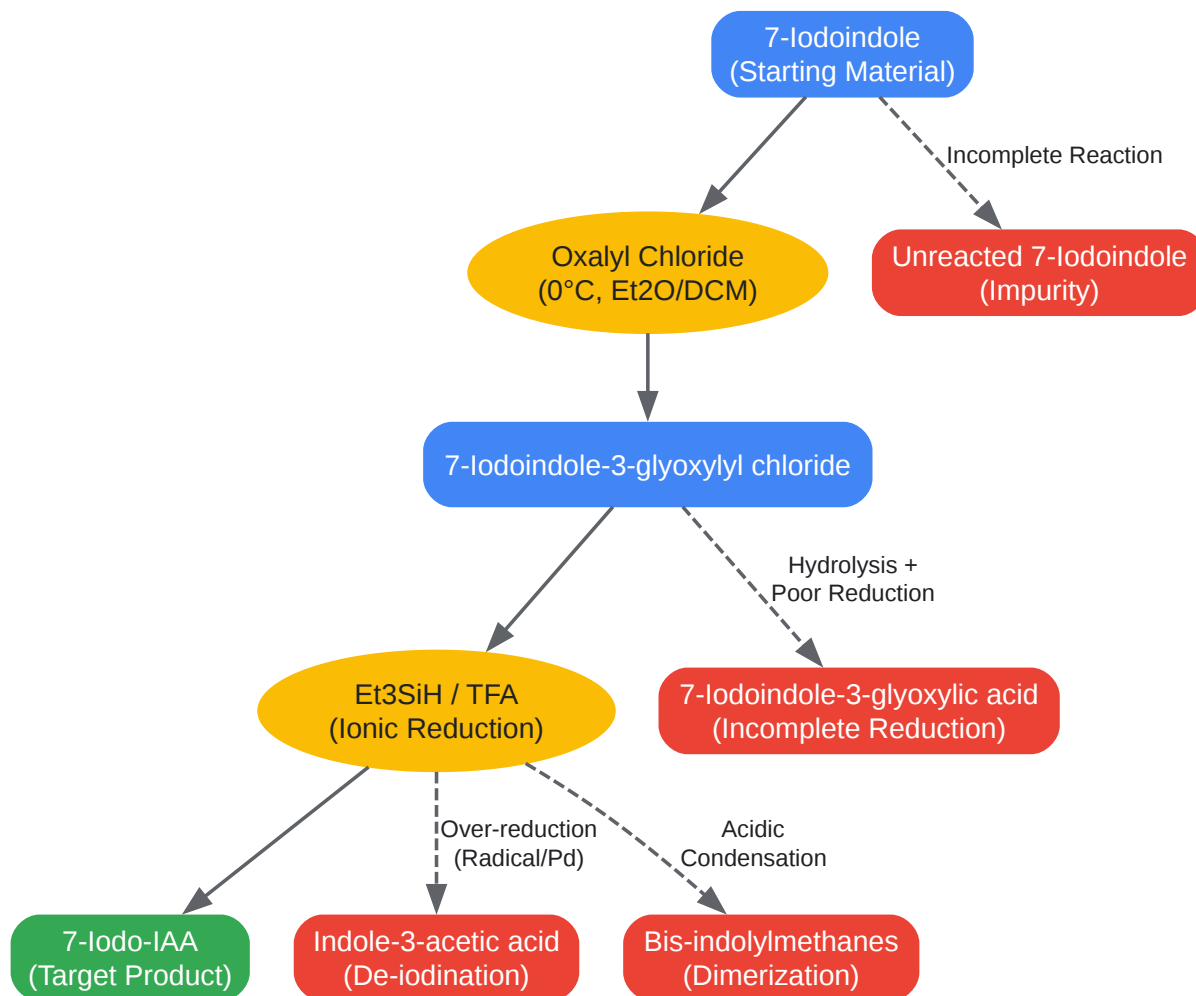 7-Iodoindole
(Starting Material)
Incomplete Reaction
Oxalyl Chloride
(0°C, Et2O/DCM)
Unreacted 7-Iodoindole
(Impurity)
7-Iodoindole-3-glyoxylyl chloride
Hydrolysis +
Poor Reduction
Et3SiH / TFA
(Ionic Reduction)
7-Iodoindole-3-glyoxylic acid
(Incomplete Reduction)
Over-reduction
(Radical/Pd)
Acidic
Condensation
7-Iodo-IAA
(Target Product)
Indole-3-acetic acid
(De-iodination)
Bis-indolylmethanes
(Dimerization)